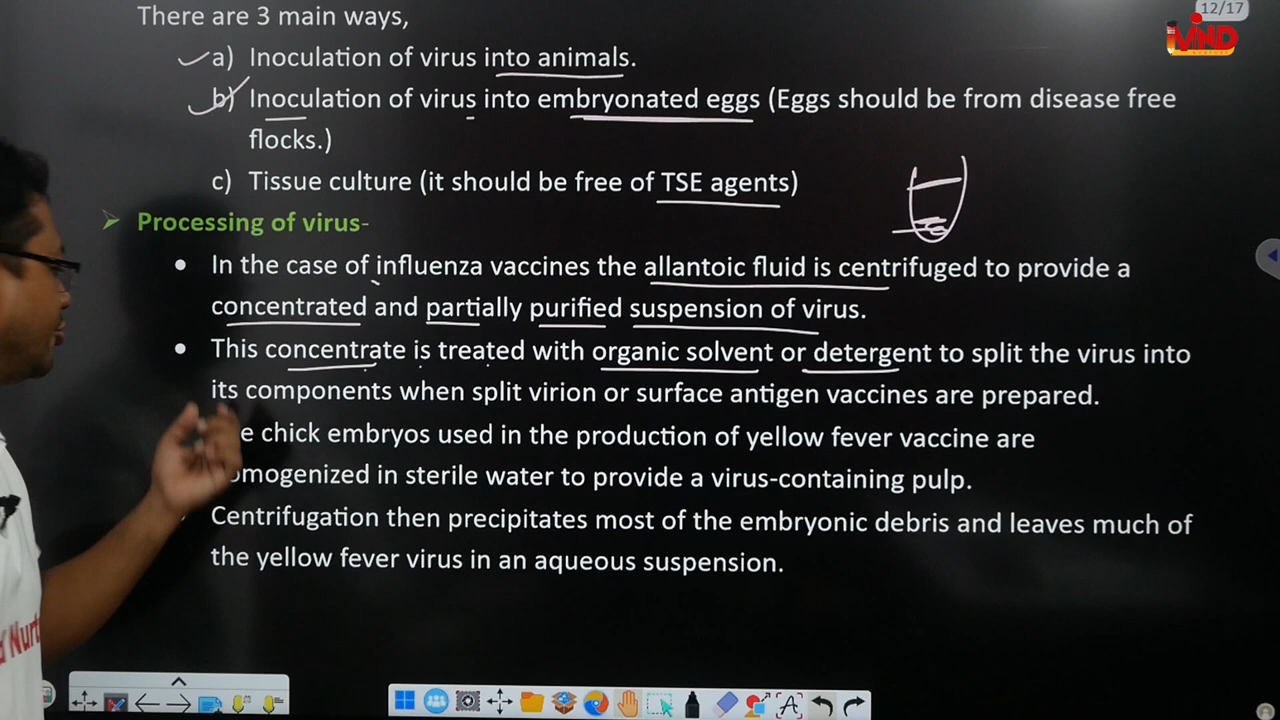 12/17
MIND
There are 3 main ways,
a) Inoculation of virus into animals.
b) Inoculation of virus into embryonated eggs (Eggs should be from disease free
flocks.)
c) Tissue culture (it should be free of TSE agents)
Processing of virus-
• In the case of influenza vaccines the allantoic fluid is centrifuged to provide a
concentrated and partially purified suspension of virus.
• This concentrate is treated with organic solvent or detergent to split the virus into
its components when split virion or surface antigen vaccines are prepared.
e chick embryos used in the production of yellow fever vaccine are
omogenized in sterile water to provide a virus-containing pulp.
Centrifugation then precipitates most of the embryonic debris and leaves much of
the yellow fever virus in an aqueous suspension.
Nurt
A